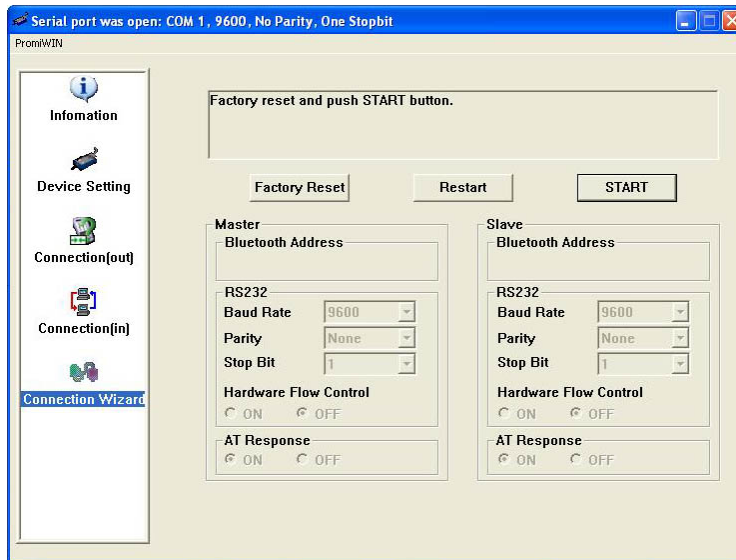 Serial port was open: COM 1, 9600, No Parity, One Stopbit
PromiWIN
Infomation
Device Setting
Connection(out)
Connection(in)
Connection Wizard
Factory reset and push START button.
Factory Reset
Restart
START
Master
Bluetooth Address
RS232
Baud Rate 9600
Parity None
Stop Bit 1
Hardware Flow Control
ON OFF
AT Response
ON OFF
Slave
Bluetooth Address
RS232
Baud Rate 9600
Parity None
Stop Bit 1
Hardware Flow Control
ON OFF
AT Response
ON OFF